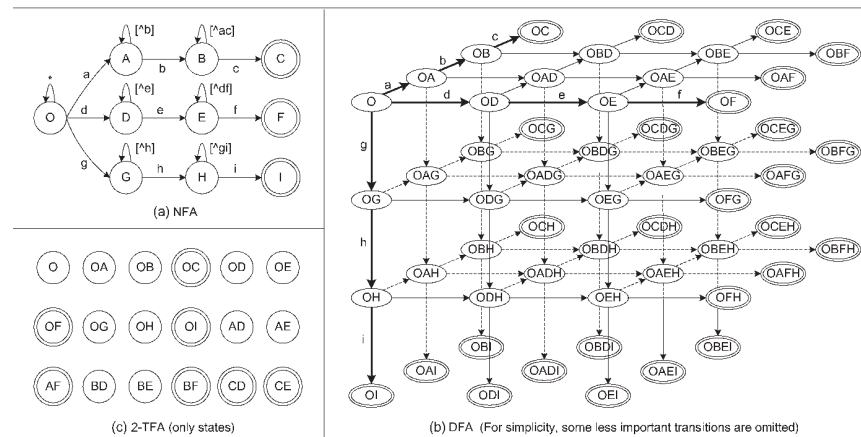 [^b] [^ac]
* A B C
a b c
[^e] [^df]
O d D e E f F
[^h] [^gi]
g G h H i I
(a) NFA
O OA OB OC OD OE
OF OG OH OI AD AE
AF BD BE BF CD CE
(c) 2-TFA (only states)
c OC OCD OCE
b OB OBD OBE OBF
a OA OAD OAE OAF
O d OD e OE f OF
g OCG OCDG OCEG
OBG OBDG OBEG OBFG
OAG OADG OAEG OAFG
OG ODG OEG OFG
h OCH OCDH OCEH
OBH OBDH OBEH OBFH
OAH OADH OAEH OAFH
OH ODH OEH OFH
i OBI OBDI OBEI
OAI OADI OAEI
OI ODI OEI
(b) DFA (For simplicity, some less important transitions are omitted)